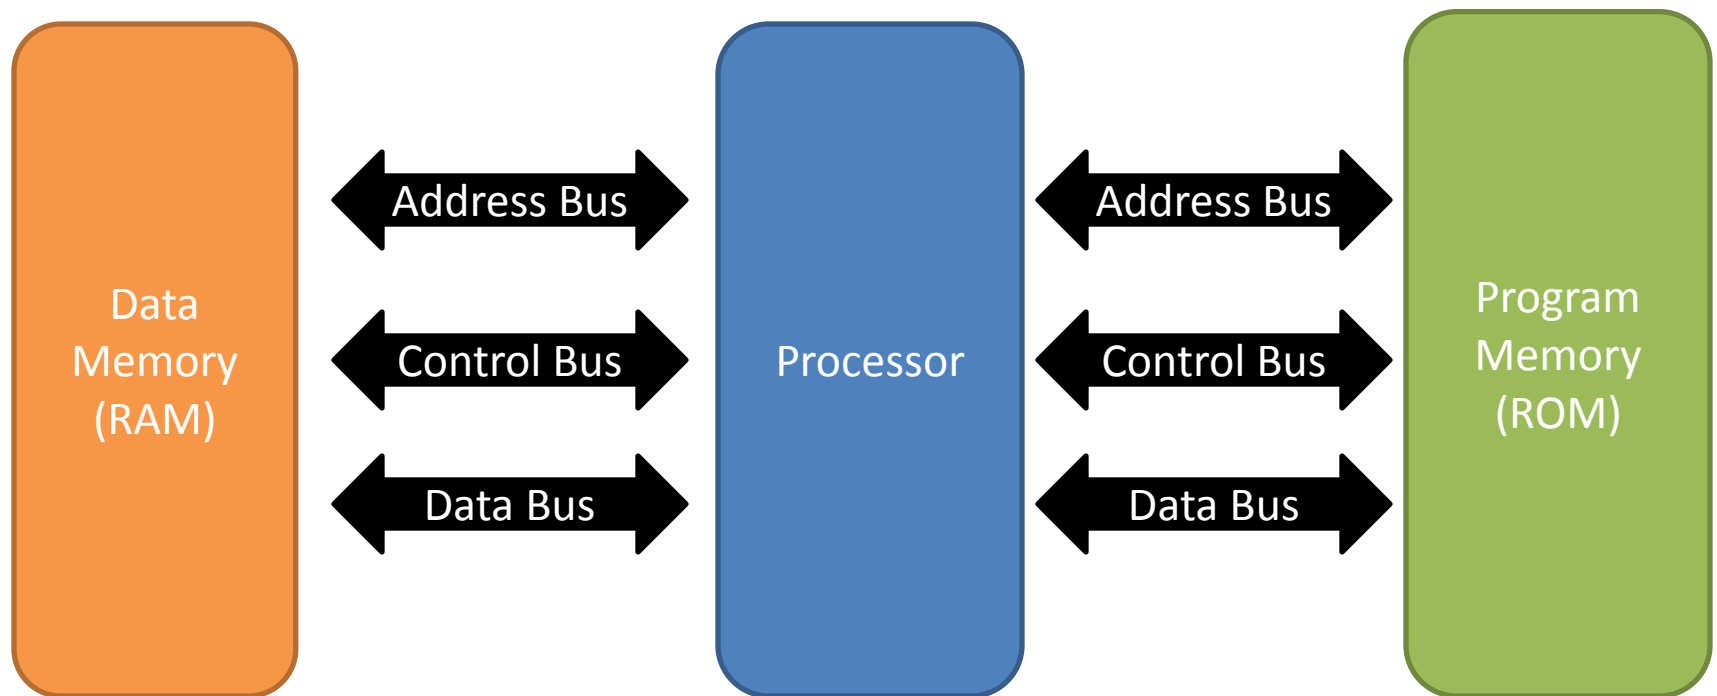 Data
Memory
(RAM)
Address Bus
Control Bus
Data Bus
Processor
Address Bus
Control Bus
Data Bus
Program
Memory
(ROM)